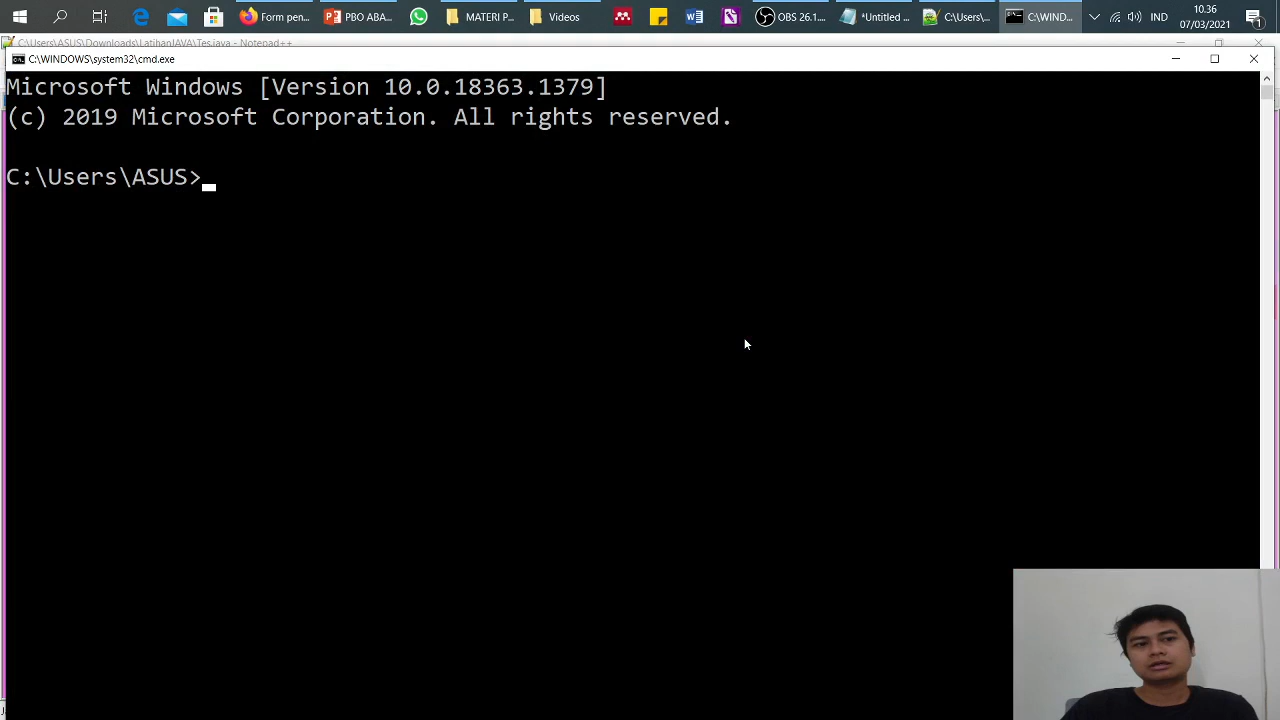 Form pen...
PBO ABA...
MATERI P...
Videos
OBS 26.1....
*Untitled ...
C:\Users\...
C:\WIND...
IND
10.36
07/03/2021
C:\Users\ASUS\Downloads\LatihanJAVA\Tes.java - Notepad++
C:\WINDOWS\system32\cmd.exe
Microsoft Windows [Version 10.0.18363.1379]
(c) 2019 Microsoft Corporation. All rights reserved.
C:\Users\ASUS>